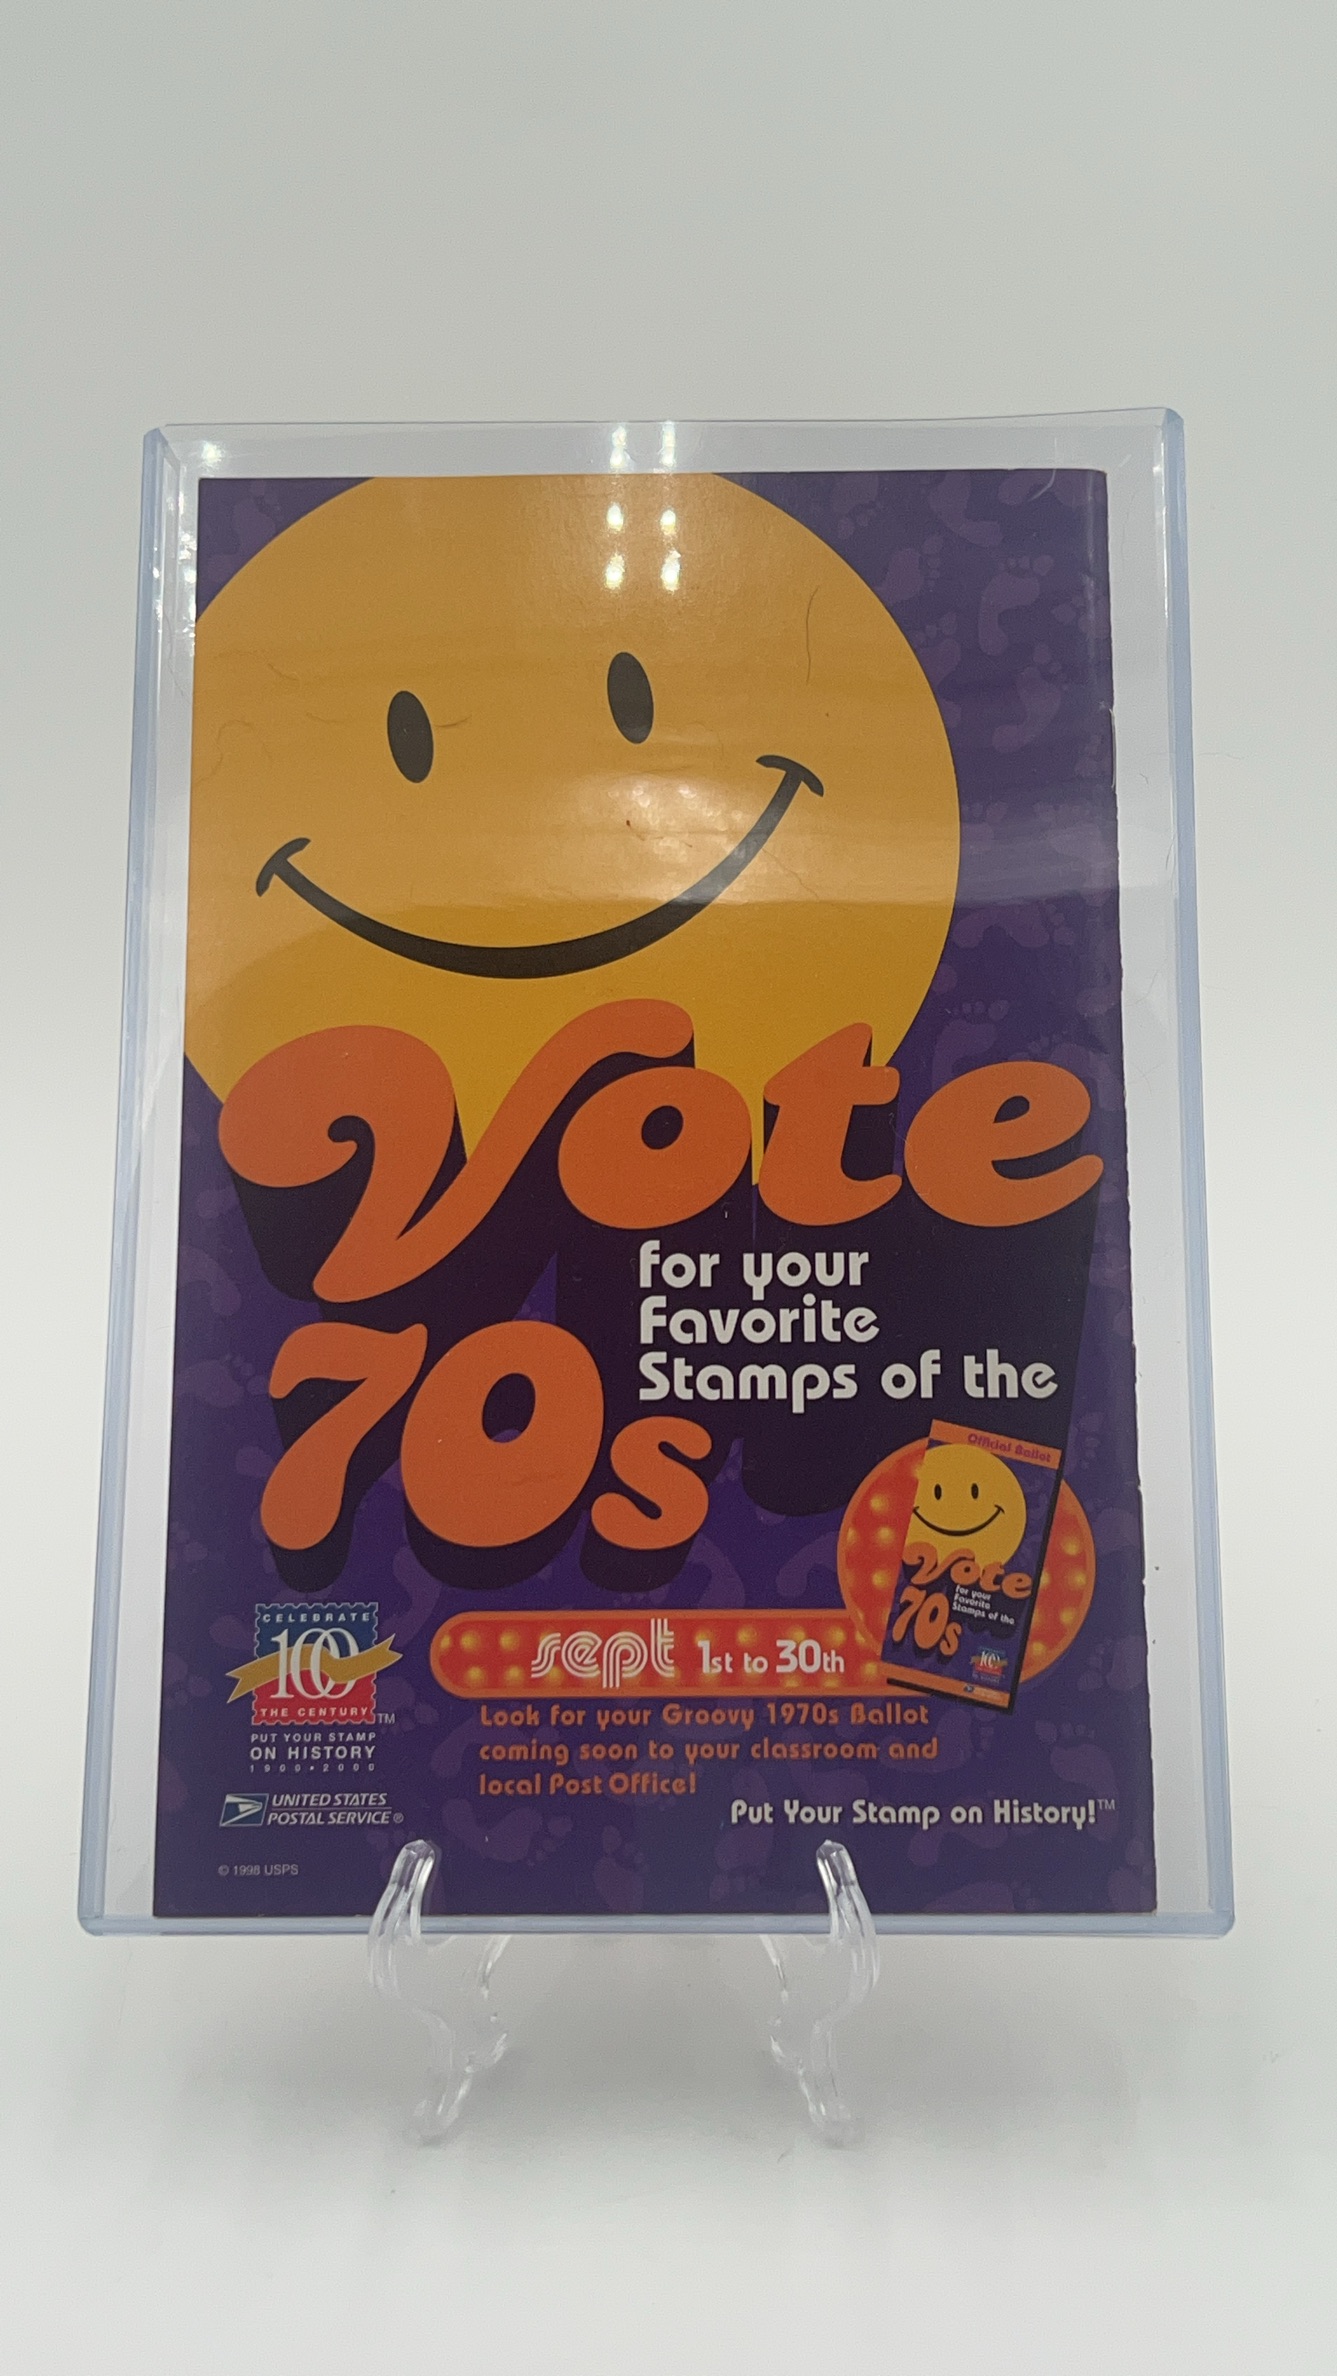 Vote
for your
Favorite
Stamps of the
70s
Official Ballot
Vote
for your
Favorite
Stamps of the
70s
CELEBRATE
100
THE CENTURY™
PUT YOUR STAMP
ON HISTORY
1900•2000
sept 1st to 30th
Look for your Groovy 1970s Ballot
coming soon to your classroom and
local Post Office!
Put Your Stamp on History!™
UNITED STATES
POSTAL SERVICE®
© 1998 USPS